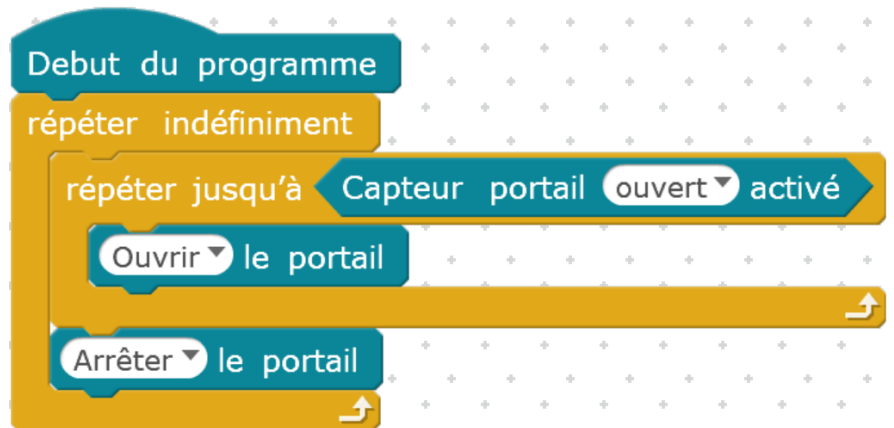 Debut du programme
répéter indéfiniment
répéter jusqu'à Capteur portail ouvert activé
Ouvrir le portail
Arrêter le portail